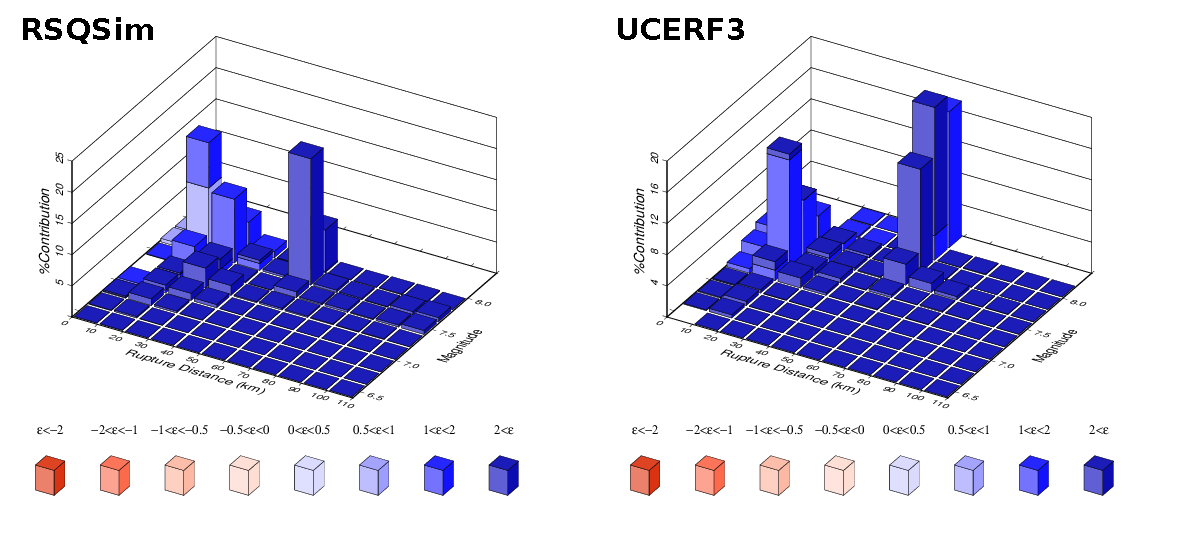 RSQSim
%Contribution
5
10
15
20
25
0
10
20
30
40
50
60
70
80
90
100
110
Rupture Distance (km)
6.5
7.0
7.5
8.0
Magnitude
ε<−2
−2<ε<−1
−1<ε<−0.5
−0.5<ε<0
0<ε<0.5
0.5<ε<1
1<ε<2
2<ε
UCERF3
%Contribution
4
8
12
16
20
0
10
20
30
40
50
60
70
80
90
100
110
Rupture Distance (km)
6.5
7.0
7.5
8.0
Magnitude
ε<−2
−2<ε<−1
−1<ε<−0.5
−0.5<ε<0
0<ε<0.5
0.5<ε<1
1<ε<2
2<ε